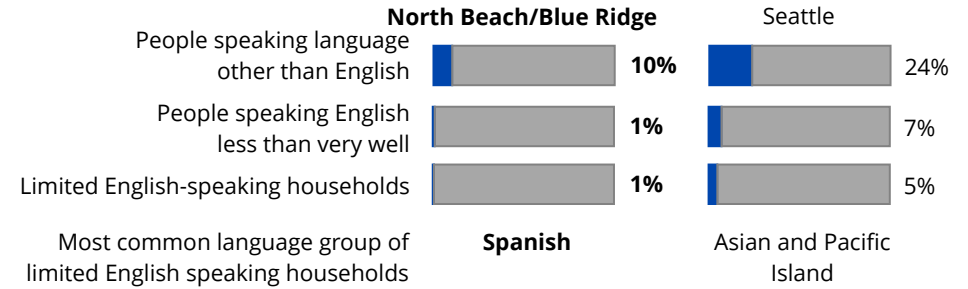 North Beach/Blue Ridge Seattle
People speaking language
other than English 10% 24%
People speaking English
less than very well 1% 7%
Limited English-speaking households 1% 5%
Most common language group of Spanish Asian and Pacific
limited English speaking households Island